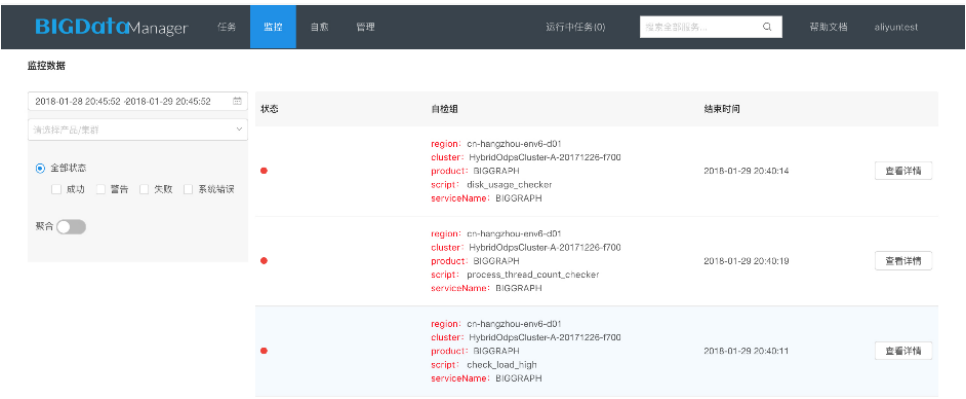 BIGDataManager 任务 监控 自愈 管理 运行中任务(0) 搜索全部服务... 帮助文档 aliyuntest
监控数据
2018-01-28 20:45:52 -2018-01-29 20:45:52
请选择产品/集群
全部状态
成功 警告 失败 系统错误
聚合
状态 自检组 结束时间
region: cn-hangzhou-env6-d01
cluster: HybridOdpsCluster-A-20171226-f700
product: BIGGRAPH
script: disk_usage_checker
serviceName: BIGGRAPH
2018-01-29 20:40:14
查看详情
region: cn-hangzhou-env6-d01
cluster: HybridOdpsCluster-A-20171226-f700
product: BIGGRAPH
script: process_thread_count_checker
serviceName: BIGGRAPH
2018-01-29 20:40:19
查看详情
region: cn-hangzhou-env6-d01
cluster: HybridOdpsCluster-A-20171226-f700
product: BIGGRAPH
script: check_load_high
serviceName: BIGGRAPH
2018-01-29 20:40:11
查看详情